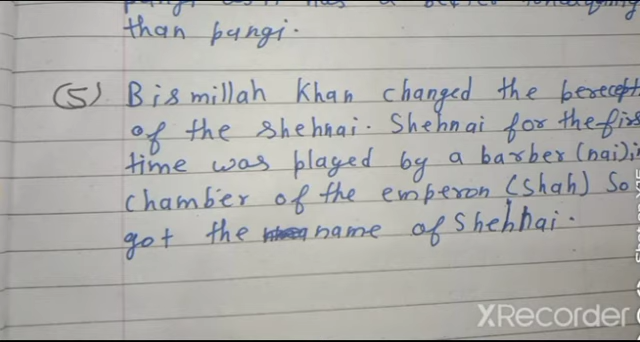 than pungi.
(5) Bismillah Khan changed the
of the shehnai. Shehnai for the
time was played by a barber (nai)
chamber of the emperon (Shah) So
got the name of Shehnai.
XRecorder